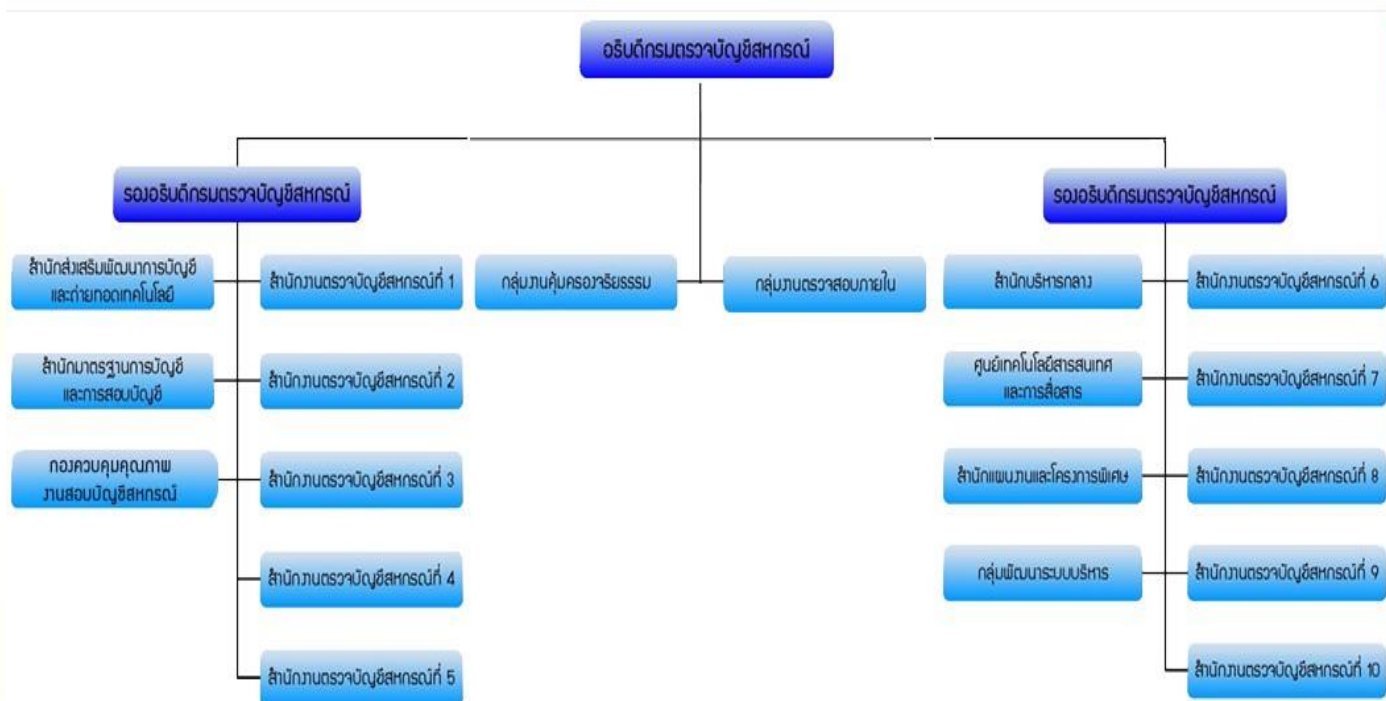 อธิบดีกรมตรวจบัญชีสหกรณ์
รองอธิบดีกรมตรวจบัญชีสหกรณ์
รองอธิบดีกรมตรวจบัญชีสหกรณ์
สำนักส่งเสริมพัฒนาการบัญชี
และถ่ายทอดเทคโนโลยี
สำนักงานตรวจบัญชีสหกรณ์ที่ 1
กลุ่มงานคุ้มครองจริยธรรม
กลุ่มงานตรวจสอบภายใน
สำนักบริหารกลาง
สำนักงานตรวจบัญชีสหกรณ์ที่ 6
สำนักมาตรฐานการบัญชี
และการสอบบัญชี
สำนักงานตรวจบัญชีสหกรณ์ที่ 2
ศูนย์เทคโนโลยีสารสนเทศ
และการสื่อสาร
สำนักงานตรวจบัญชีสหกรณ์ที่ 7
กองควบคุมคุณภาพ
งานสอบบัญชีสหกรณ์
สำนักงานตรวจบัญชีสหกรณ์ที่ 3
สำนักแผนงานและโครงการพิเศษ
สำนักงานตรวจบัญชีสหกรณ์ที่ 8
สำนักงานตรวจบัญชีสหกรณ์ที่ 4
กลุ่มพัฒนาระบบบริหาร
สำนักงานตรวจบัญชีสหกรณ์ที่ 9
สำนักงานตรวจบัญชีสหกรณ์ที่ 5
สำนักงานตรวจบัญชีสหกรณ์ที่ 10